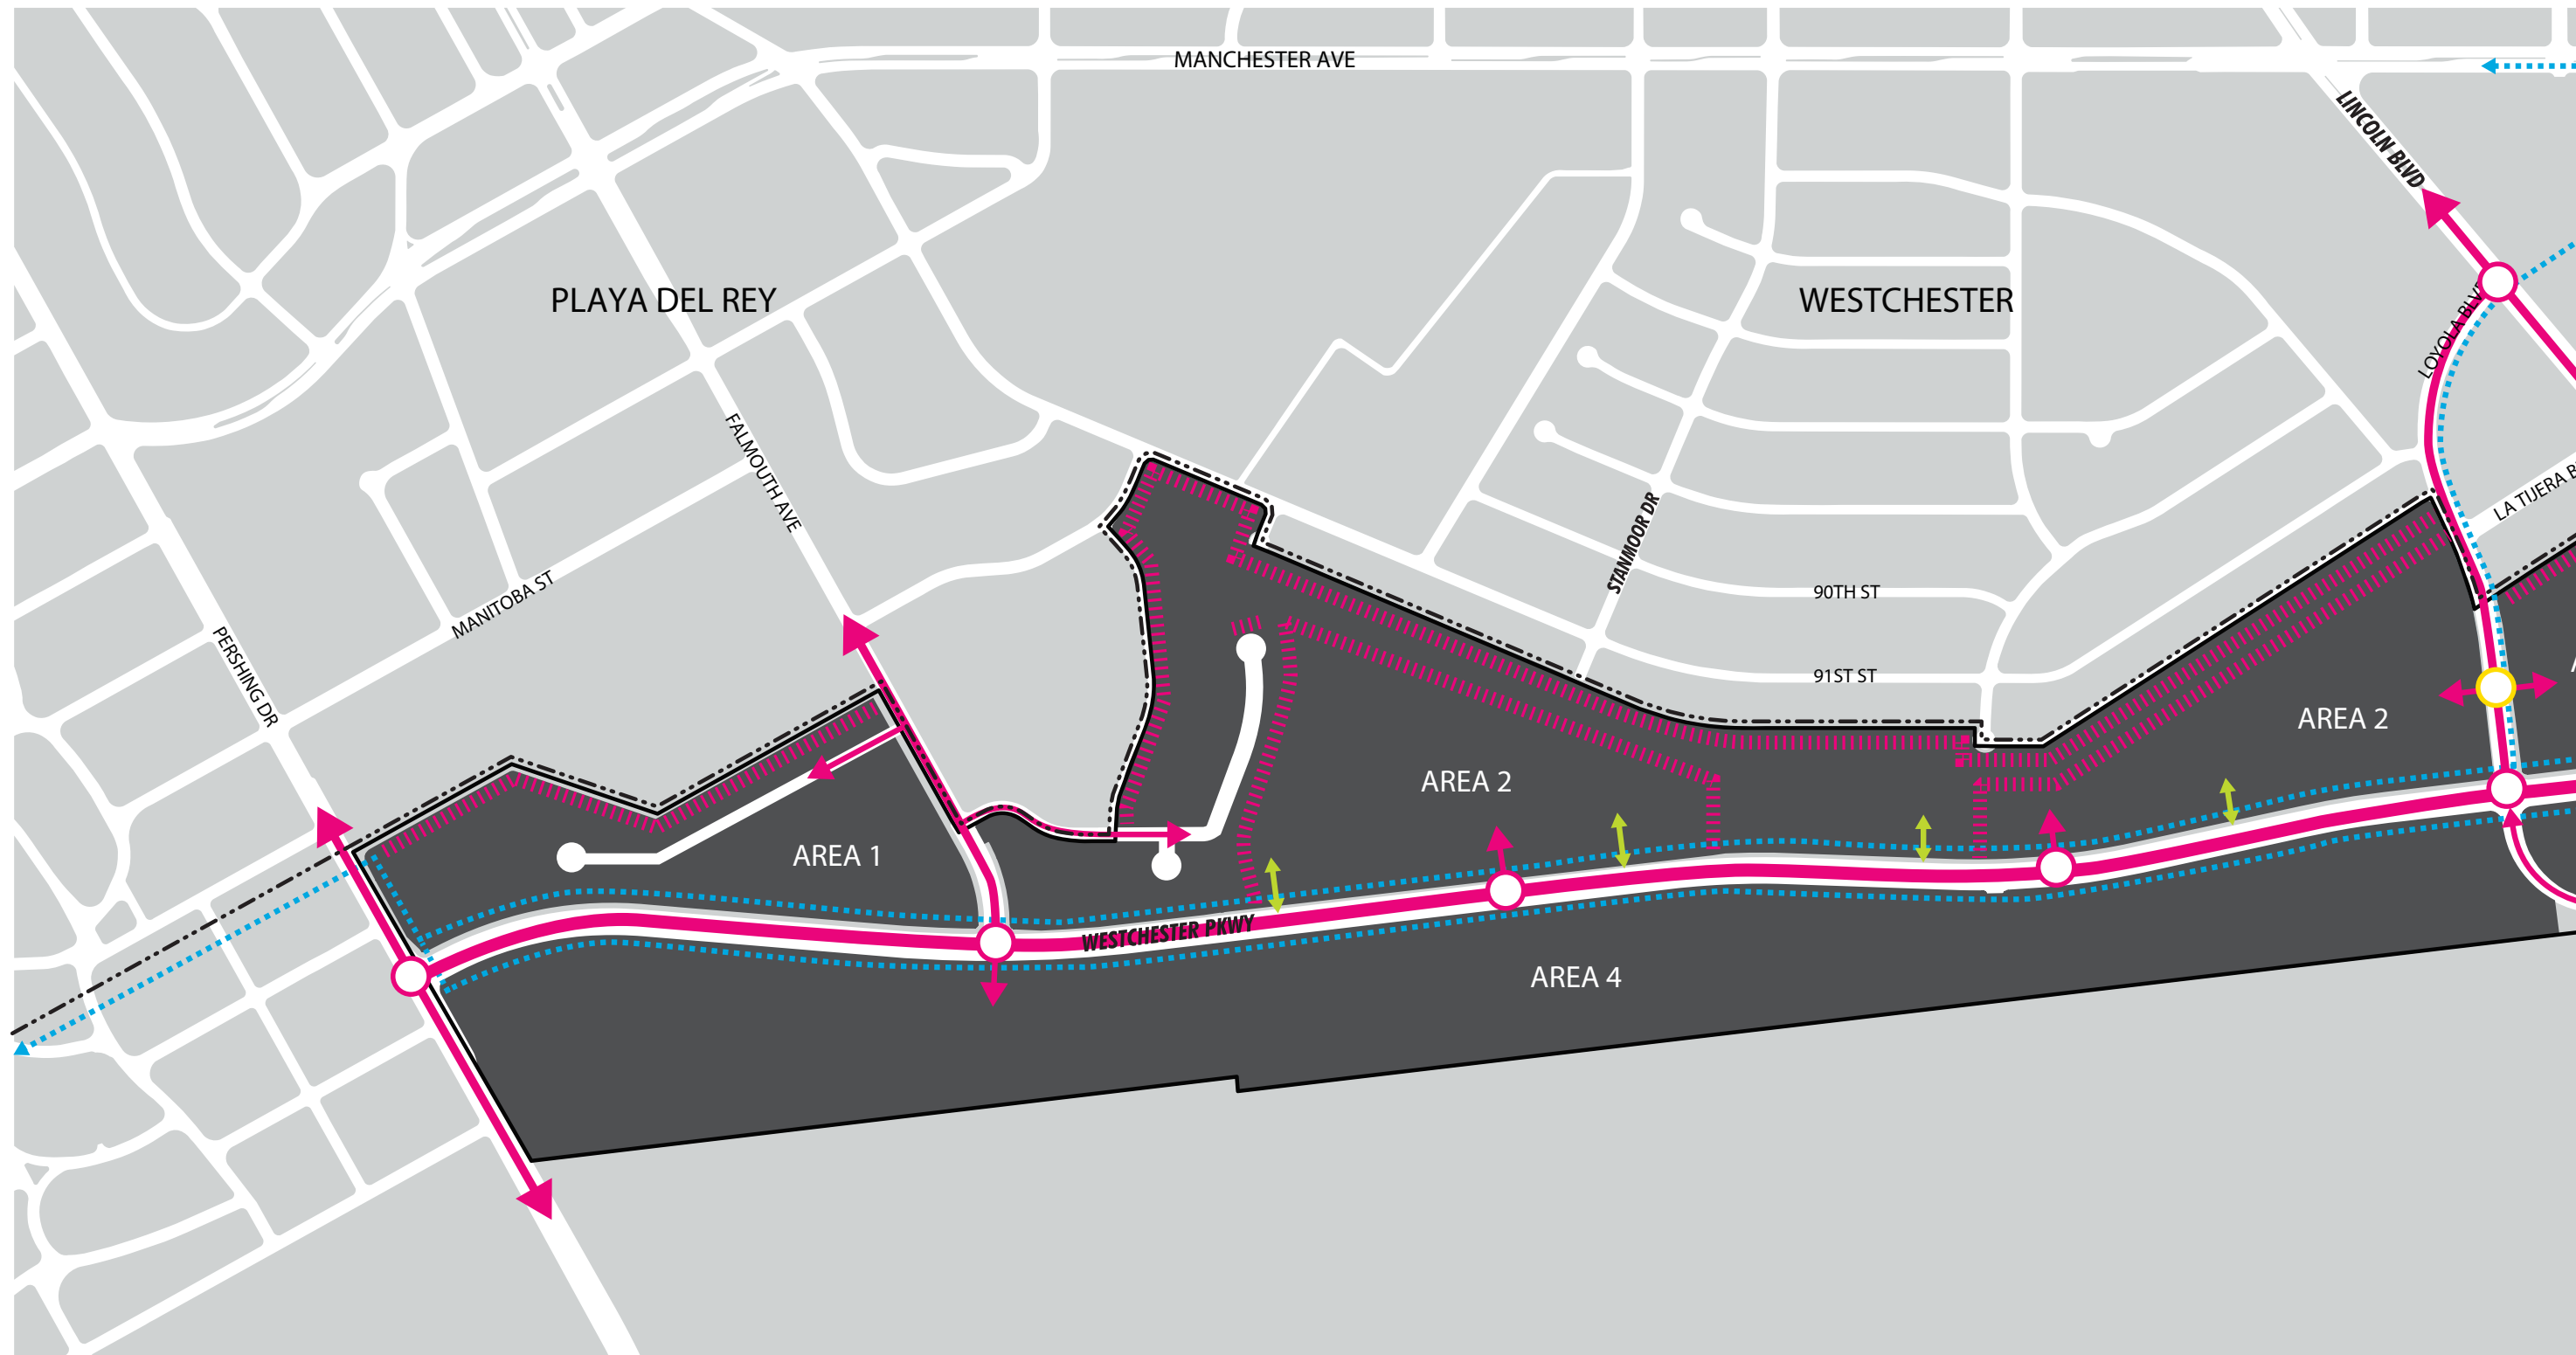 MANCHESTER AVE
LINCOLN BLVD
PLAYA DEL REY
WESTCHESTER
LOYOLA
FALMOUTH AVE
LA TIJERA
STANMOOR DR
MANITOBA ST
90TH ST
PERSHING DR
91ST ST
AREA 2
AREA 2
AREA 1
WESTCHESTER PKWY
AREA 4